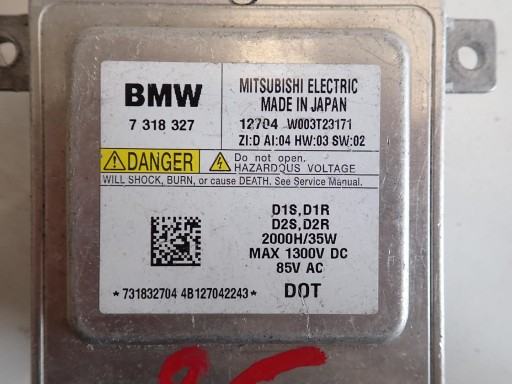 BMW
7 318 327
MITSUBISHI ELECTRIC
MADE IN JAPAN
12704 W003T23171
ZI:D AI:04 HW:03 SW:02
DANGER
Do not open.
HAZARDOUS VOLTAGE
WILL SHOCK, BURN, or cause DEATH. See Service Manual.
D1S,D1R
D2S,D2R
2000H/35W
MAX 1300V DC
85V AC
*731832704 4B127042243*
DOT